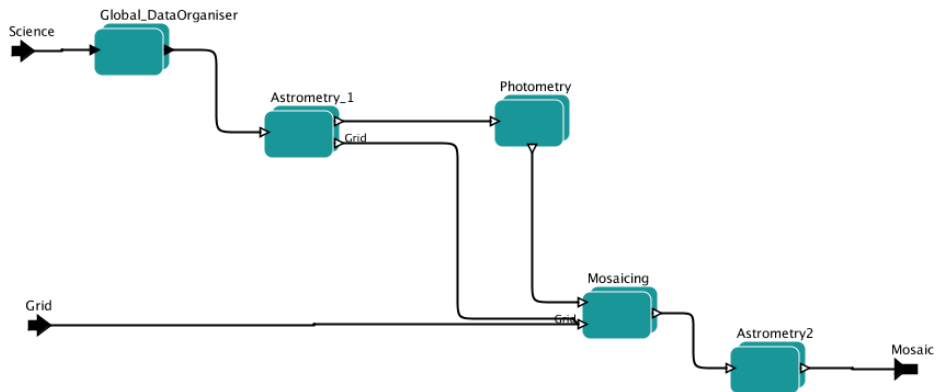 Global_DataOrganiser
Science
Photometry
Astrometry_1
Grid
Mosaicing
Grid
Grid
Astrometry2
Mosaic